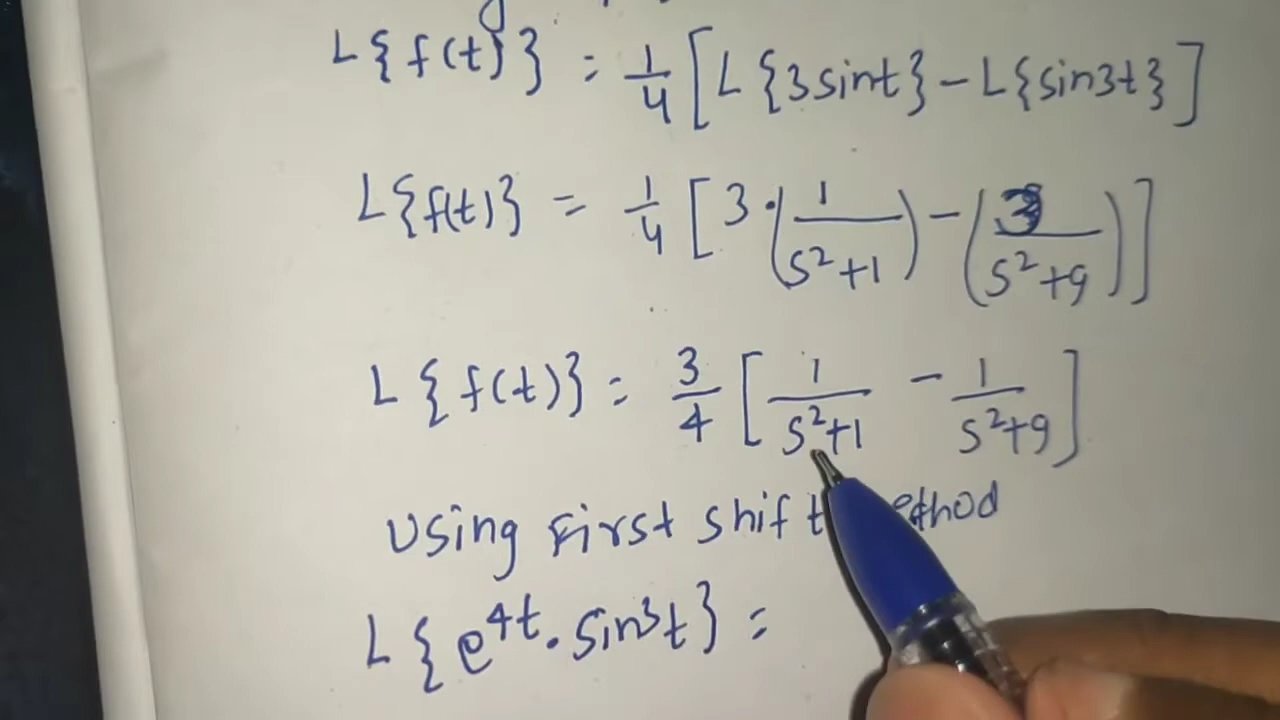 L{f(t)} = 1/4 [L{3sint} - L{sin3t}]
L{f(t)} = 1/4 [3·(1/(s²+1)) - (3/(s²+9))]
L{f(t)} = 3/4 [1/(s²+1) - 1/(s²+9)]
Using First shift
L{e⁴ᵗ·sin³t} =